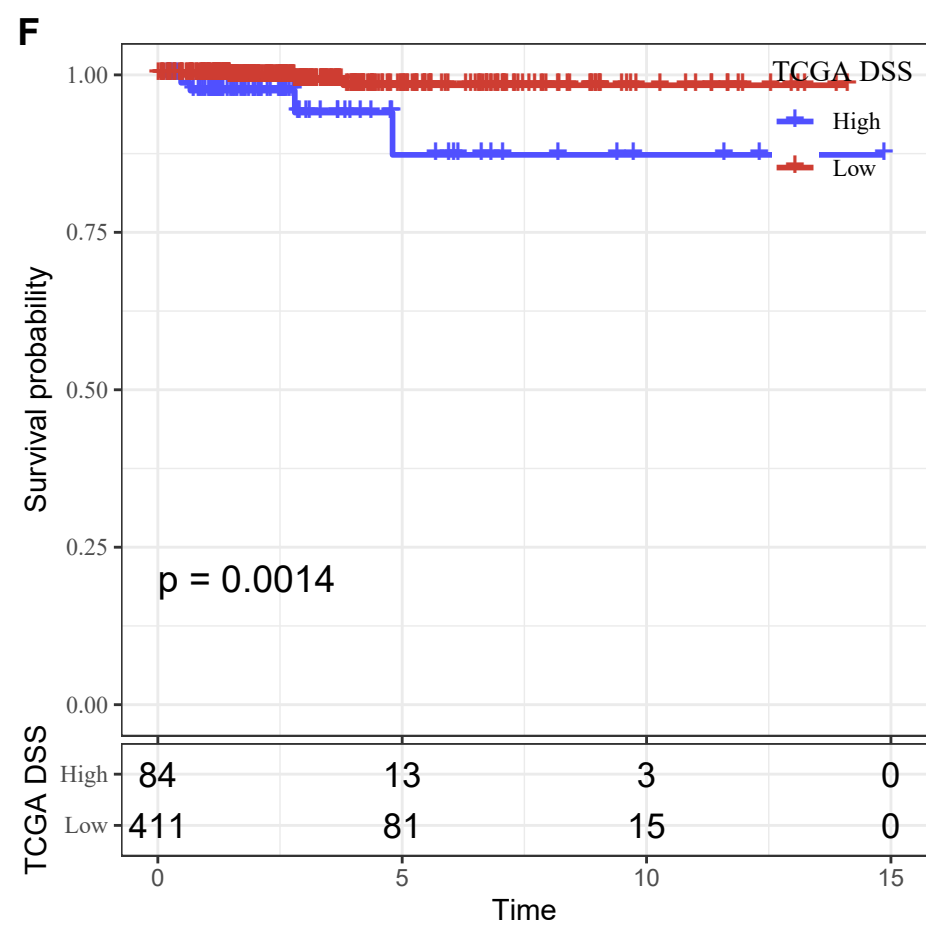 F
TCGA DSS
High
Low
1.00
0.75
0.50
0.25
0.00
Survival probability
p = 0.0014
TCGA DSS
High 84 13 3 0
Low 411 81 15 0
0 5 10 15
Time